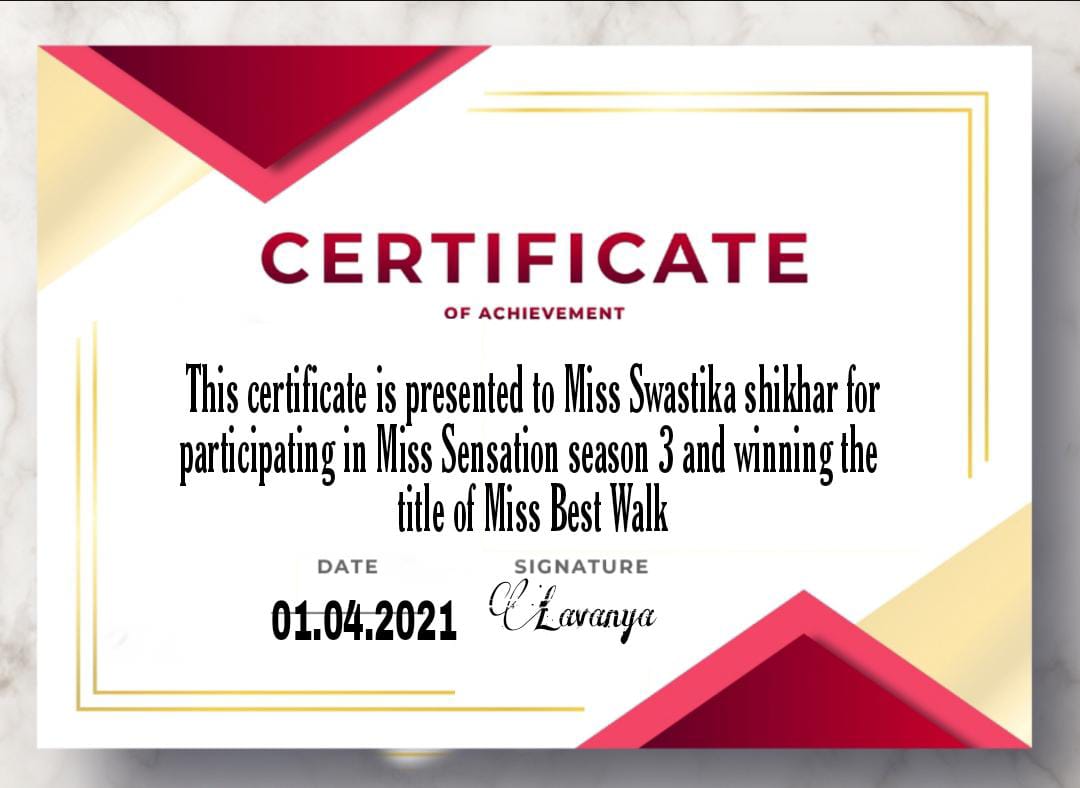 CERTIFICATE
OF ACHIEVEMENT
This certificate is presented to Miss Swastika shikhar for
participating in Miss Sensation season 3 and winning the
title of Miss Best Walk
DATE SIGNATURE
01.04.2021 Lavanya